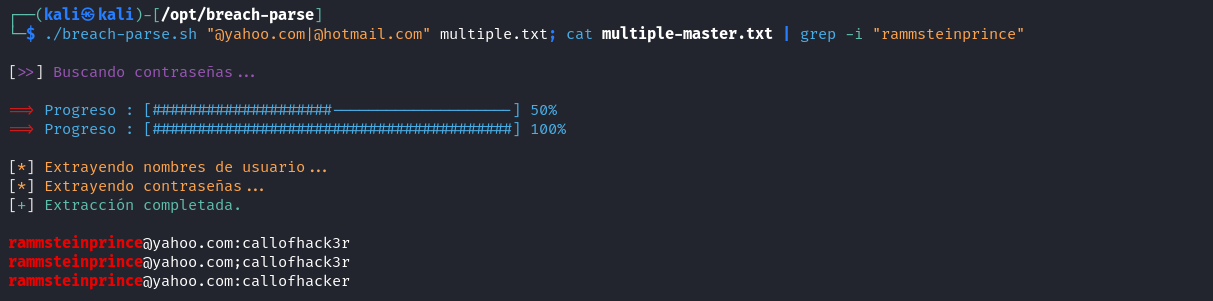 ┌──(kali㉿kali)-[/opt/breach-parse]
└─$ ./breach-parse.sh "@yahoo.com|@hotmail.com" multiple.txt; cat multiple-master.txt | grep -i "rammsteinprince"
[>>] Buscando contraseñas...
==> Progreso : [####################--------------------] 50%
==> Progreso : [########################################] 100%
[*] Extrayendo nombres de usuario...
[*] Extrayendo contraseñas...
[+] Extracción completada.
rammsteinprince@yahoo.com:callofhack3r
rammsteinprince@yahoo.com;callofhack3r
rammsteinprince@yahoo.com:callofhacker